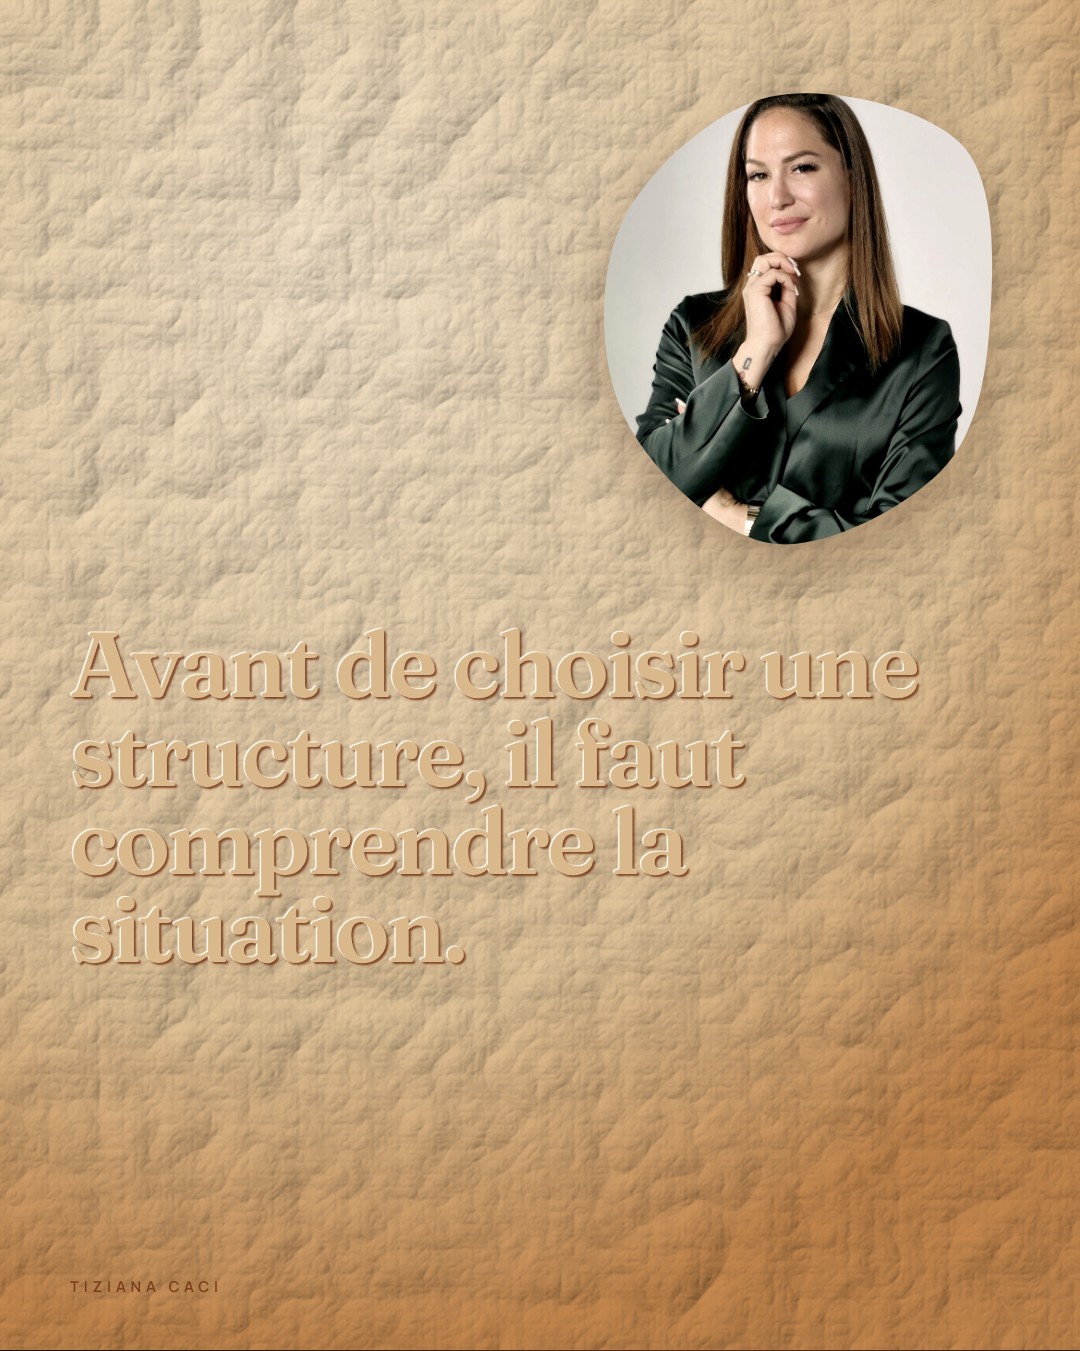 Avant de choisir une
structure, il faut
comprendre la
situation.
TIZIANA CACI